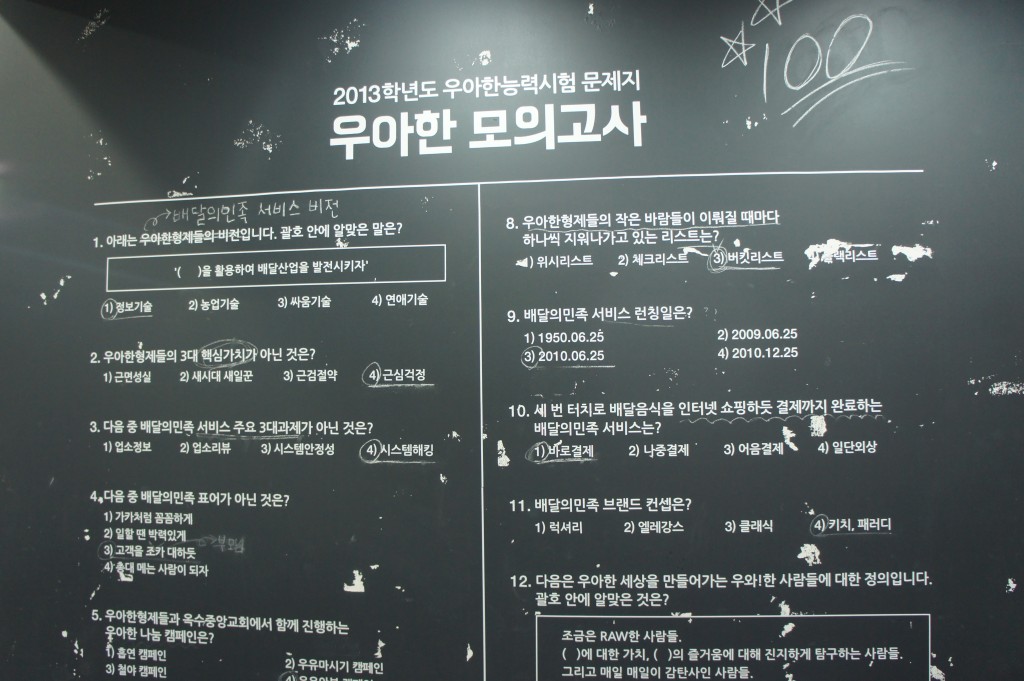 100
2013학년도 우아한능력시험 문제지
우아한 모의고사
→배달의민족 서비스 비전
1. 아래는 우아한형제들의 비전입니다. 괄호 안에 알맞은 말은?
'( )을 활용하여 배달산업을 발전시키자'
1) 정보기술 2) 농업기술 3) 싸움기술 4) 연애기술
2. 우아한형제들의 3대 핵심가치가 아닌 것은?
1) 근면성실 2) 새시대 새일꾼 3) 근검절약 4) 근심걱정
3. 다음 중 배달의민족 서비스 주요 3대과제가 아닌 것은?
1) 업소정보 2) 업소리뷰 3) 시스템안정성 4) 시스템해킹
4. 다음 중 배달의민족 표어가 아닌 것은?
1) 가카처럼 꼼꼼하게
2) 일할 땐 박력있게
3) 고객을 조카 대하듯 → 부모님
4) 총대 메는 사람이 되자
5. 우아한형제들과 옥수중앙교회에서 함께 진행하는
우아한 나눔 캠페인은?
1) 흡연 캠페인 2) 우유마시기 캠페인
3) 철야 캠페인
8. 우아한형제들의 작은 바람들이 이뤄질 때마다
하나씩 지워나가고 있는 리스트는?
1) 위시리스트 2) 체크리스트 3) 버킷리스트 4) 블랙리스트
9. 배달의민족 서비스 런칭일은?
1) 1950.06.25 2) 2009.06.25
3) 2010.06.25 4) 2010.12.25
10. 세 번 터치로 배달음식을 인터넷 쇼핑하듯 결제까지 완료하는
배달의민족 서비스는?
1) 바로결제 2) 나중결제 3) 어음결제 4) 일단외상
11. 배달의민족 브랜드 컨셉은?
1) 럭셔리 2) 엘레강스 3) 클래식 4) 키치, 패러디
12. 다음은 우아한 세상을 만들어가는 우와!한 사람들에 대한 정의입니다.
괄호 안에 알맞은 것은?
조금은 RAW한 사람들.
( )에 대한 가치, ( )의 즐거움에 대해 진지하게 탐구하는 사람들.
그리고 매일 매일이 감탄사인 사람들.